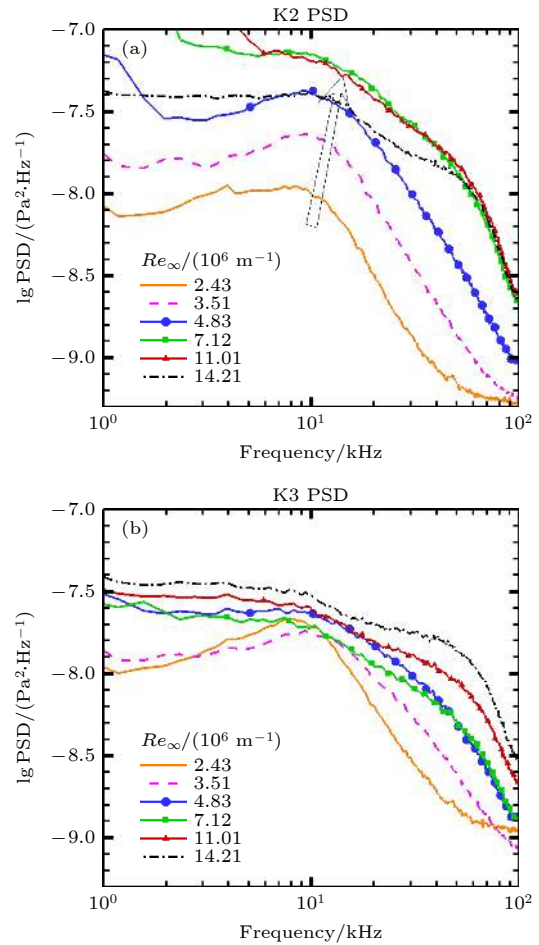 K2 PSD
(a)
lg PSD/(Pa²·Hz⁻¹)
−7.0
−7.5
−8.0
−8.5
−9.0
Re∞/(10⁶ m⁻¹)
2.43
3.51
4.83
7.12
11.01
14.21
10⁰ 10¹ 10²
Frequency/kHz
K3 PSD
(b)
lg PSD/(Pa²·Hz⁻¹)
−7.0
−7.5
−8.0
−8.5
−9.0
Re∞/(10⁶ m⁻¹)
2.43
3.51
4.83
7.12
11.01
14.21
10⁰ 10¹ 10²
Frequency/kHz